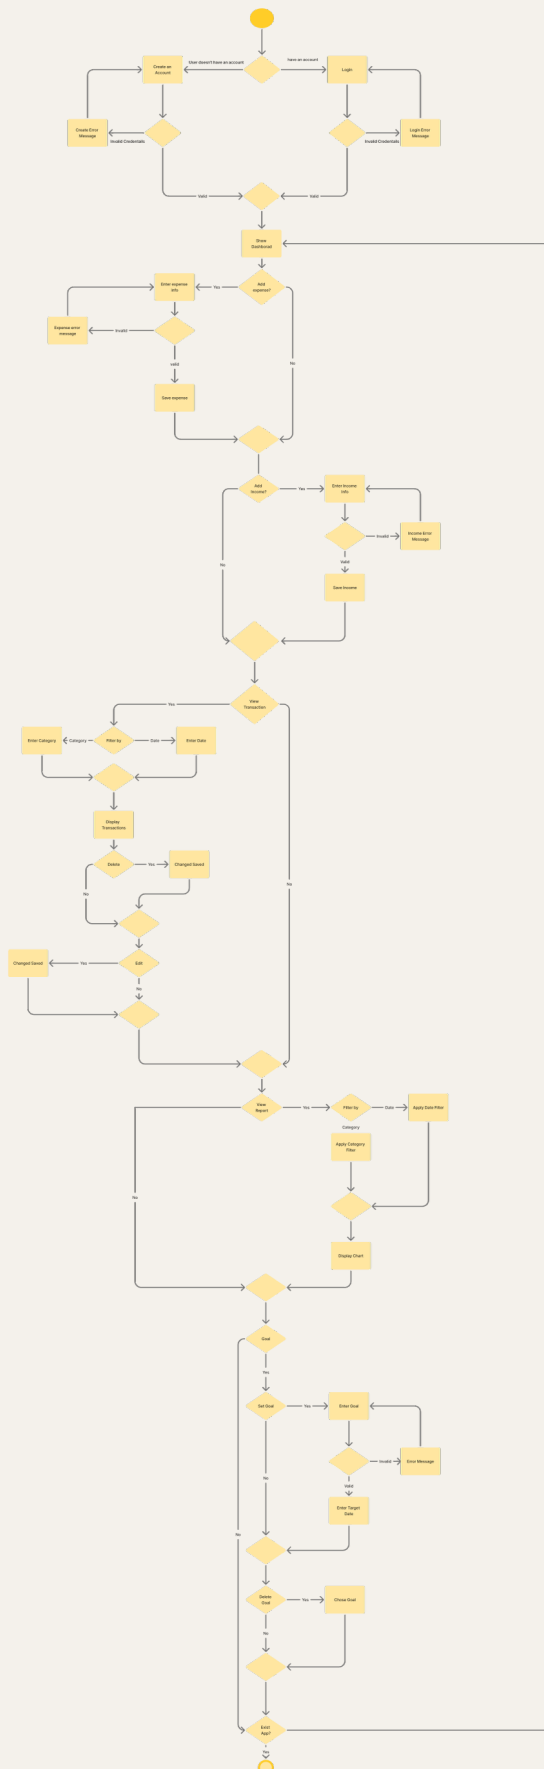 User doesn't have an account
have an account
Create an
Account
Login
Create Error
Message
Invalid Credentials
Invalid Credentials
Login Error
Message
Valid
Valid
Show
Dashboard
Enter expense
info
Yes
Add
expense?
Expense error
message
Invalid
No
valid
Save expense
Add
Income?
Yes
Enter Income
Info
Invalid
Income Error
Message
No
Valid
Save Income
View
Transaction
Yes
Enter Category
Category
Filter by
Date
Enter Date
Display
Transactions
Delete
Yes
Changed Saved
No
No
Changed Saved
Yes
Edit
No
View
Report
Yes
Filter by
Date
Apply Date Filter
Category
Apply Category
Filter
No
Display Chart
Goal
Yes
Set Goal
Yes
Enter Goal
Invalid
Error Message
No
Valid
Enter Target
Date
No
Delete
Goal
Yes
Chose Goal
No
Exit?
App?
Yes